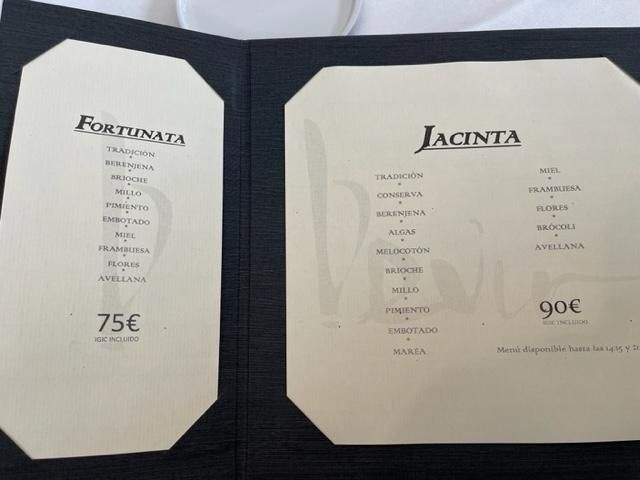 FORTUNATA
TRADICIÓN
BERENJENA
BRIOCHE
MILLO
PIMIENTO
EMBOTADO
MIEL
FRAMBUESA
FLORES
AVELLANA
75€
IGIC INCLUIDO
JACINTA
TRADICIÓN
CONSERVA
BERENJENA
ALGAS
MELOCOTÓN
BRIOCHE
MILLO
PIMIENTO
EMBOTADO
MAREA
MIEL
FRAMBUESA
FLORES
BRÓCOLI
AVELLANA
90€
IGIC INCLUIDO
Menú disponible hasta las 14:15 y